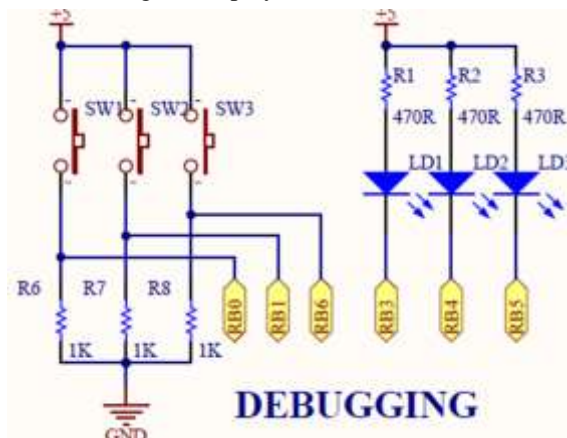 +5
+5
SW1
SW2
SW3
R1
R2
R3
470R
470R
470R
LD1
LD2
R6
R7
R8
1K
1K
1K
RB0
RB1
RB6
RB3
RB4
RB5
DEBUGGING
GND